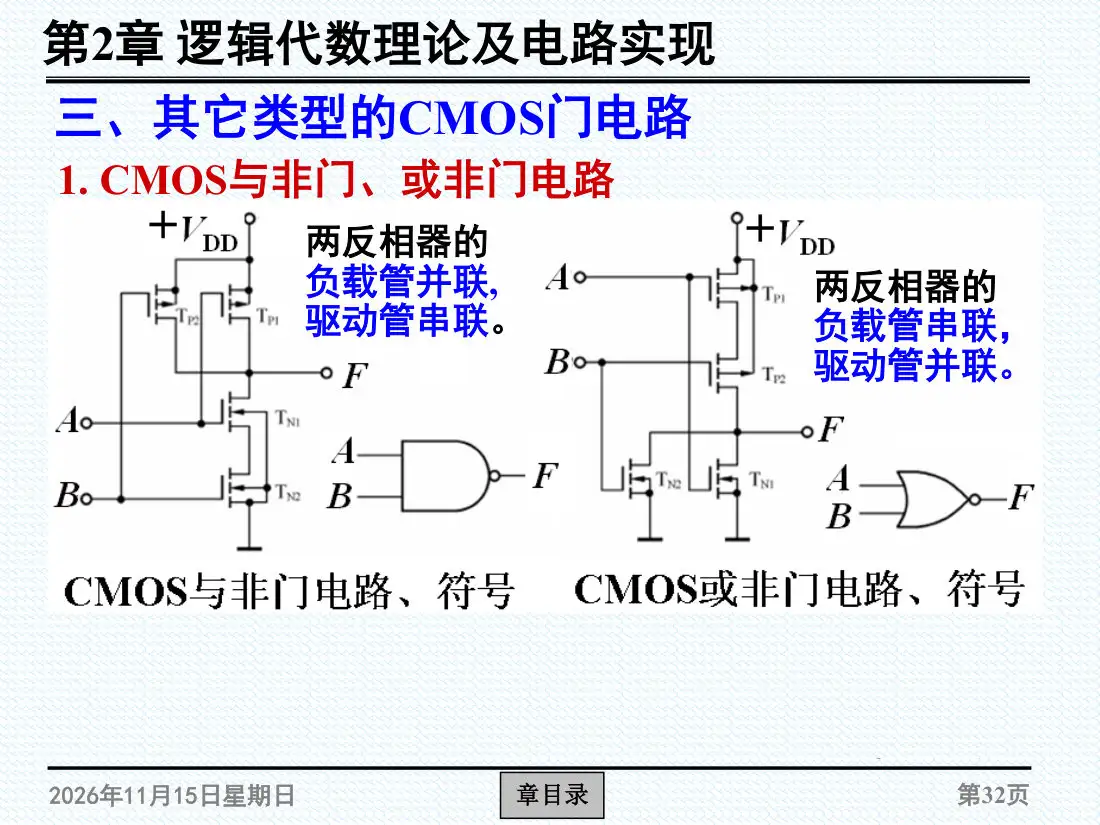 第2章 逻辑代数理论及电路实现
三、其它类型的CMOS门电路
1. CMOS与非门、或非门电路
+VDD
两反相器的
负载管并联,
驱动管串联。
TP2
TP1
F
A
TN1
B
TN2
A
B
F
CMOS与非门电路、符号
+VDD
A
TP1
两反相器的
负载管串联，
驱动管并联。
B
TP2
F
TN2
TN1
A
B
F
CMOS或非门电路、符号
2026年11月15日星期日
章目录
第32页